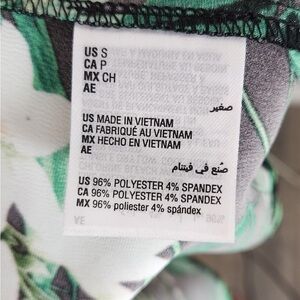 US S
CA P
MX CH
AE
صغير
US MADE IN VIETNAM
CA FABRIQUÉ AU VIETNAM
MX HECHO EN VIETNAM
AE
صُنع في فيتنام
US 96% POLYESTER 4% SPANDEX
CA 96% POLYESTER 4% SPANDEX
MX 96% poliester 4% spándex